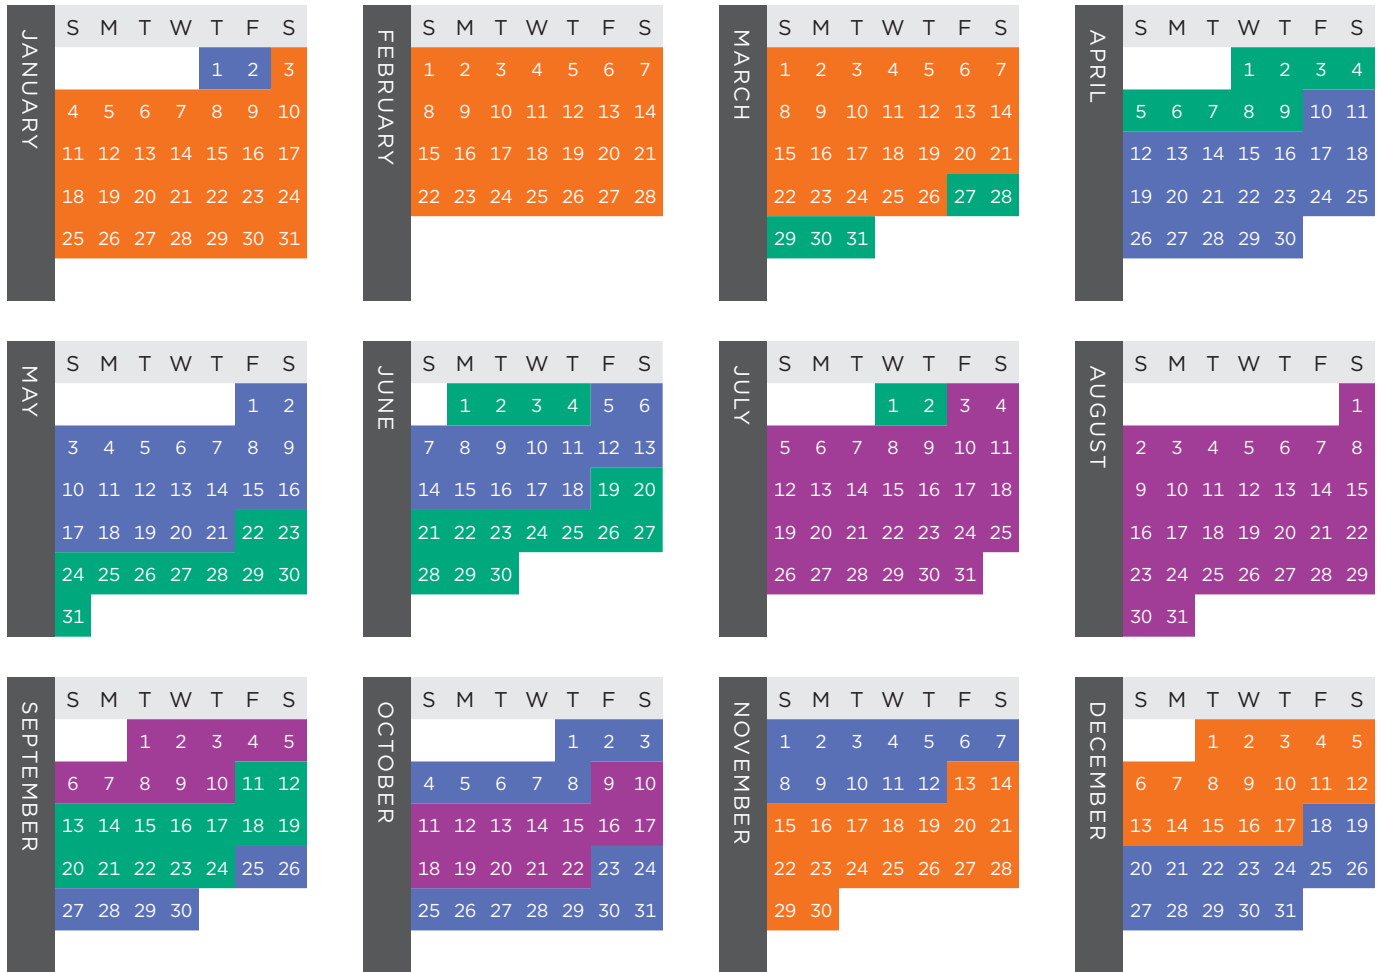 JANUARY
S M T W T F S
1 2 3
4 5 6 7 8 9 10
11 12 13 14 15 16 17
18 19 20 21 22 23 24
25 26 27 28 29 30 31
FEBRUARY
S M T W T F S
1 2 3 4 5 6 7
8 9 10 11 12 13 14
15 16 17 18 19 20 21
22 23 24 25 26 27 28
MARCH
S M T W T F S
1 2 3 4 5 6 7
8 9 10 11 12 13 14
15 16 17 18 19 20 21
22 23 24 25 26 27 28
29 30 31
APRIL
S M T W T F S
1 2 3 4
5 6 7 8 9 10 11
12 13 14 15 16 17 18
19 20 21 22 23 24 25
26 27 28 29 30
MAY
S M T W T F S
1 2
3 4 5 6 7 8 9
10 11 12 13 14 15 16
17 18 19 20 21 22 23
24 25 26 27 28 29 30
31
JUNE
S M T W T F S
1 2 3 4 5 6
7 8 9 10 11 12 13
14 15 16 17 18 19 20
21 22 23 24 25 26 27
28 29 30
JULY
S M T W T F S
1 2 3 4
5 6 7 8 9 10 11
12 13 14 15 16 17 18
19 20 21 22 23 24 25
26 27 28 29 30 31
AUGUST
S M T W T F S
1
2 3 4 5 6 7 8
9 10 11 12 13 14 15
16 17 18 19 20 21 22
23 24 25 26 27 28 29
30 31
SEPTEMBER
S M T W T F S
1 2 3 4 5
6 7 8 9 10 11 12
13 14 15 16 17 18 19
20 21 22 23 24 25 26
27 28 29 30
OCTOBER
S M T W T F S
1 2 3
4 5 6 7 8 9 10
11 12 13 14 15 16 17
18 19 20 21 22 23 24
25 26 27 28 29 30 31
NOVEMBER
S M T W T F S
1 2 3 4 5 6 7
8 9 10 11 12 13 14
15 16 17 18 19 20 21
22 23 24 25 26 27 28
29 30
DECEMBER
S M T W T F S
1 2 3 4 5
6 7 8 9 10 11 12
13 14 15 16 17 18 19
20 21 22 23 24 25 26
27 28 29 30 31